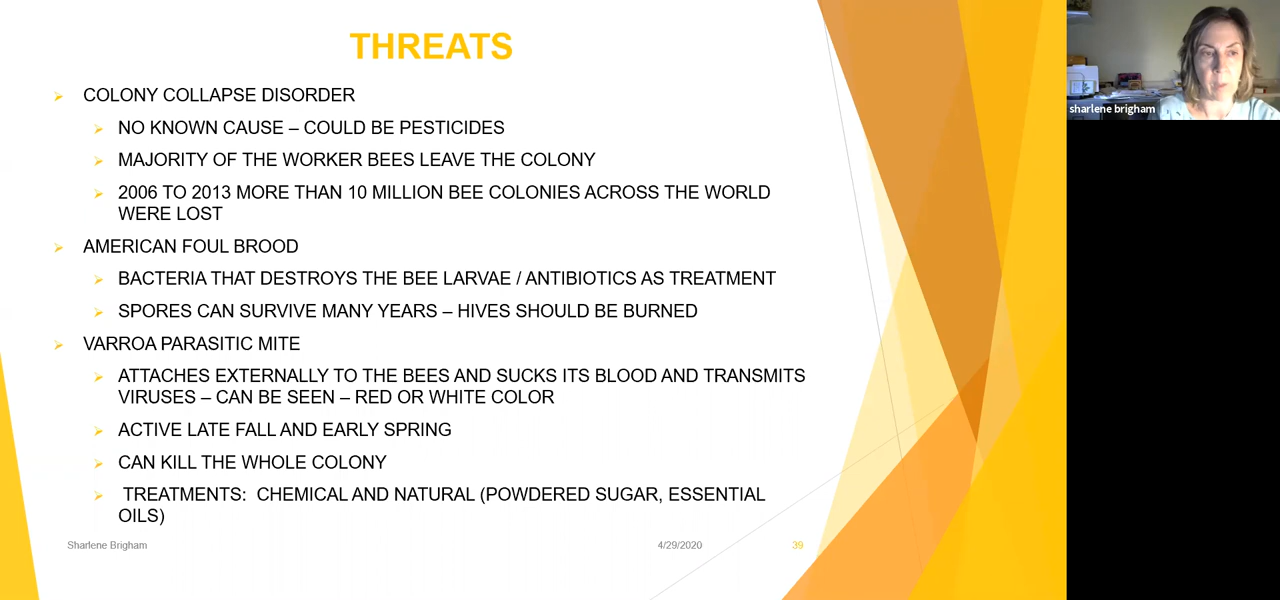 THREATS
COLONY COLLAPSE DISORDER
NO KNOWN CAUSE – COULD BE PESTICIDES
MAJORITY OF THE WORKER BEES LEAVE THE COLONY
2006 TO 2013 MORE THAN 10 MILLION BEE COLONIES ACROSS THE WORLD
WERE LOST
AMERICAN FOUL BROOD
BACTERIA THAT DESTROYS THE BEE LARVAE / ANTIBIOTICS AS TREATMENT
SPORES CAN SURVIVE MANY YEARS – HIVES SHOULD BE BURNED
VARROA PARASITIC MITE
ATTACHES EXTERNALLY TO THE BEES AND SUCKS ITS BLOOD AND TRANSMITS
VIRUSES – CAN BE SEEN – RED OR WHITE COLOR
ACTIVE LATE FALL AND EARLY SPRING
CAN KILL THE WHOLE COLONY
TREATMENTS: CHEMICAL AND NATURAL (POWDERED SUGAR, ESSENTIAL
OILS)
Sharlene Brigham 4/29/2020 39
sharlene brigham